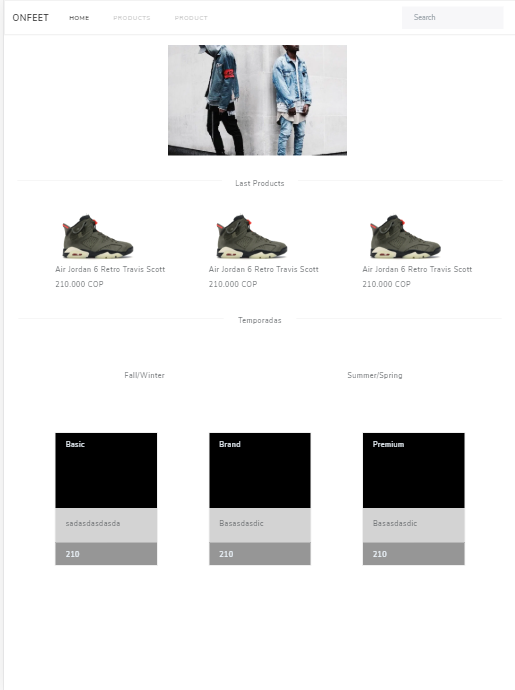 ONFEET HOME PRODUCTS PRODUCT Search
Last Products
Air Jordan 6 Retro Travis Scott
210.000 COP
Air Jordan 6 Retro Travis Scott
210.000 COP
Air Jordan 6 Retro Travis Scott
210.000 COP
Temporadas
Fall/Winter Summer/Spring
Basic
sadasdasdasda
210
Brand
Basasdasdic
210
Premium
Basasdasdic
210